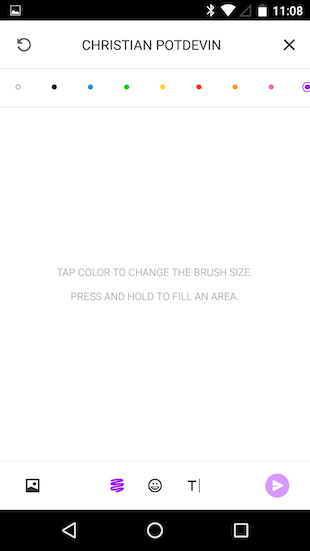 11:08
CHRISTIAN POTDEVIN
TAP COLOR TO CHANGE THE BRUSH SIZE.
PRESS AND HOLD TO FILL AN AREA.
T